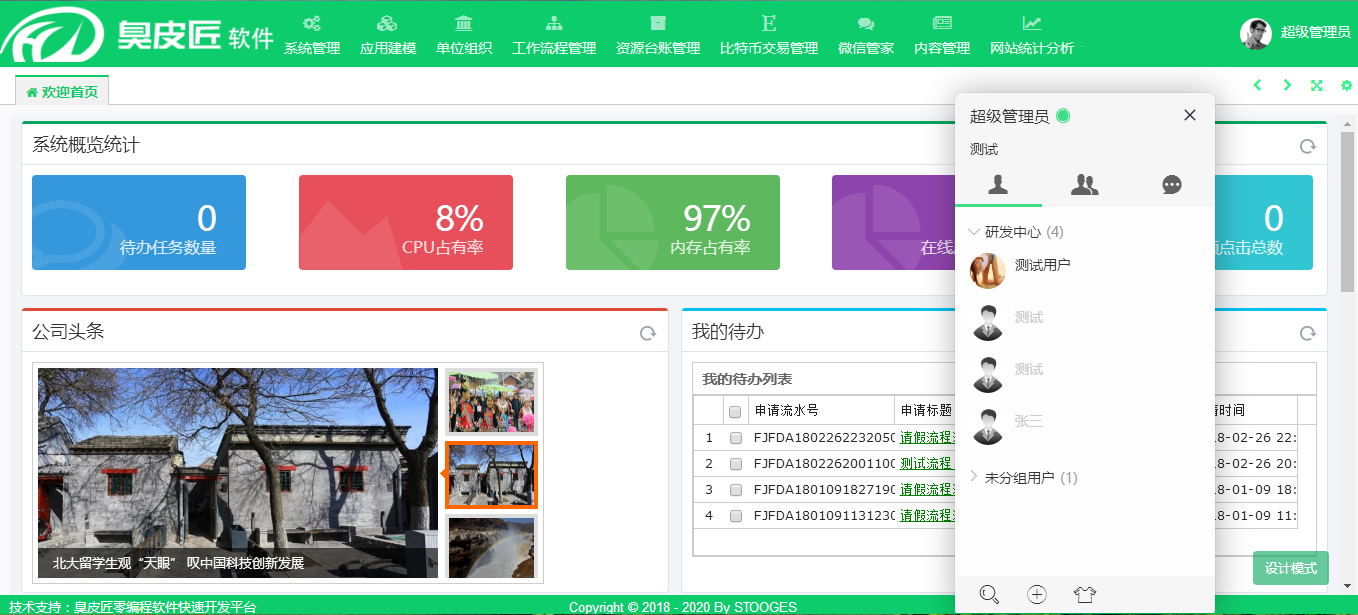 臭皮匠 软件
系统管理 应用建模 单位组织 工作流程管理 资源台账管理 比特币交易管理 微信管家 内容管理 网站统计分析
超级管理员
欢迎首页
系统概览统计
0
待办任务数量
8%
CPU占有率
97%
内存占有率
在线
0
点击总数
公司头条
北大留学生观“天眼” 叹中国科技创新发展
我的待办
我的待办列表
申请流水号 申请标题 时间
1 FJFDA1802262232050 请假流程 8-02-26 22:
2 FJFDA1802262001100 测试流程 8-02-26 20:
3 FJFDA1801091827190 请假流程 8-01-09 18:
4 FJFDA1801091131230 请假流程 8-01-09 11:
超级管理员
测试
研发中心 (4)
测试用户
测试
测试
张三
未分组用户 (1)
设计模式
技术支持：臭皮匠零编程软件快速开发平台
Copyright © 2018 - 2020 By STOOGES